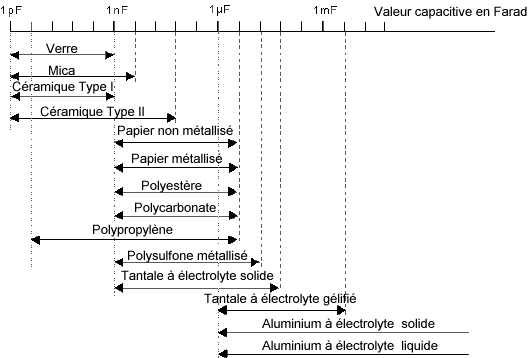 1pF 1nF 1µF 1mF Valeur capacitive en Farad
Verre
Mica
Céramique Type I
Céramique Type II
Papier non métallisé
Papier métallisé
Polyestère
Polycarbonate
Polypropylène
Polysulfone métallisé
Tantale à électrolyte solide
Tantale à électrolyte gélifié
Aluminium à électrolyte solide
Aluminium à électrolyte liquide